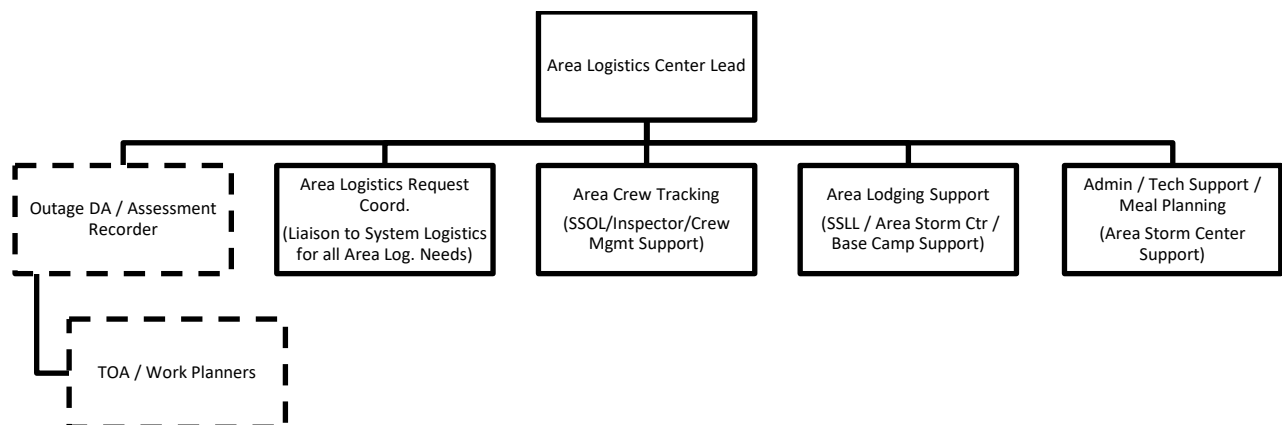 Area Logistics Center Lead
Outage DA / Assessment
Recorder
Area Logistics Request
Coord.
(Liaison to System Logistics
for all Area Log. Needs)
Area Crew Tracking
(SSOL/Inspector/Crew
Mgmt Support)
Area Lodging Support
(SSLL / Area Storm Ctr /
Base Camp Support)
Admin / Tech Support /
Meal Planning
(Area Storm Center
Support)
TOA / Work Planners